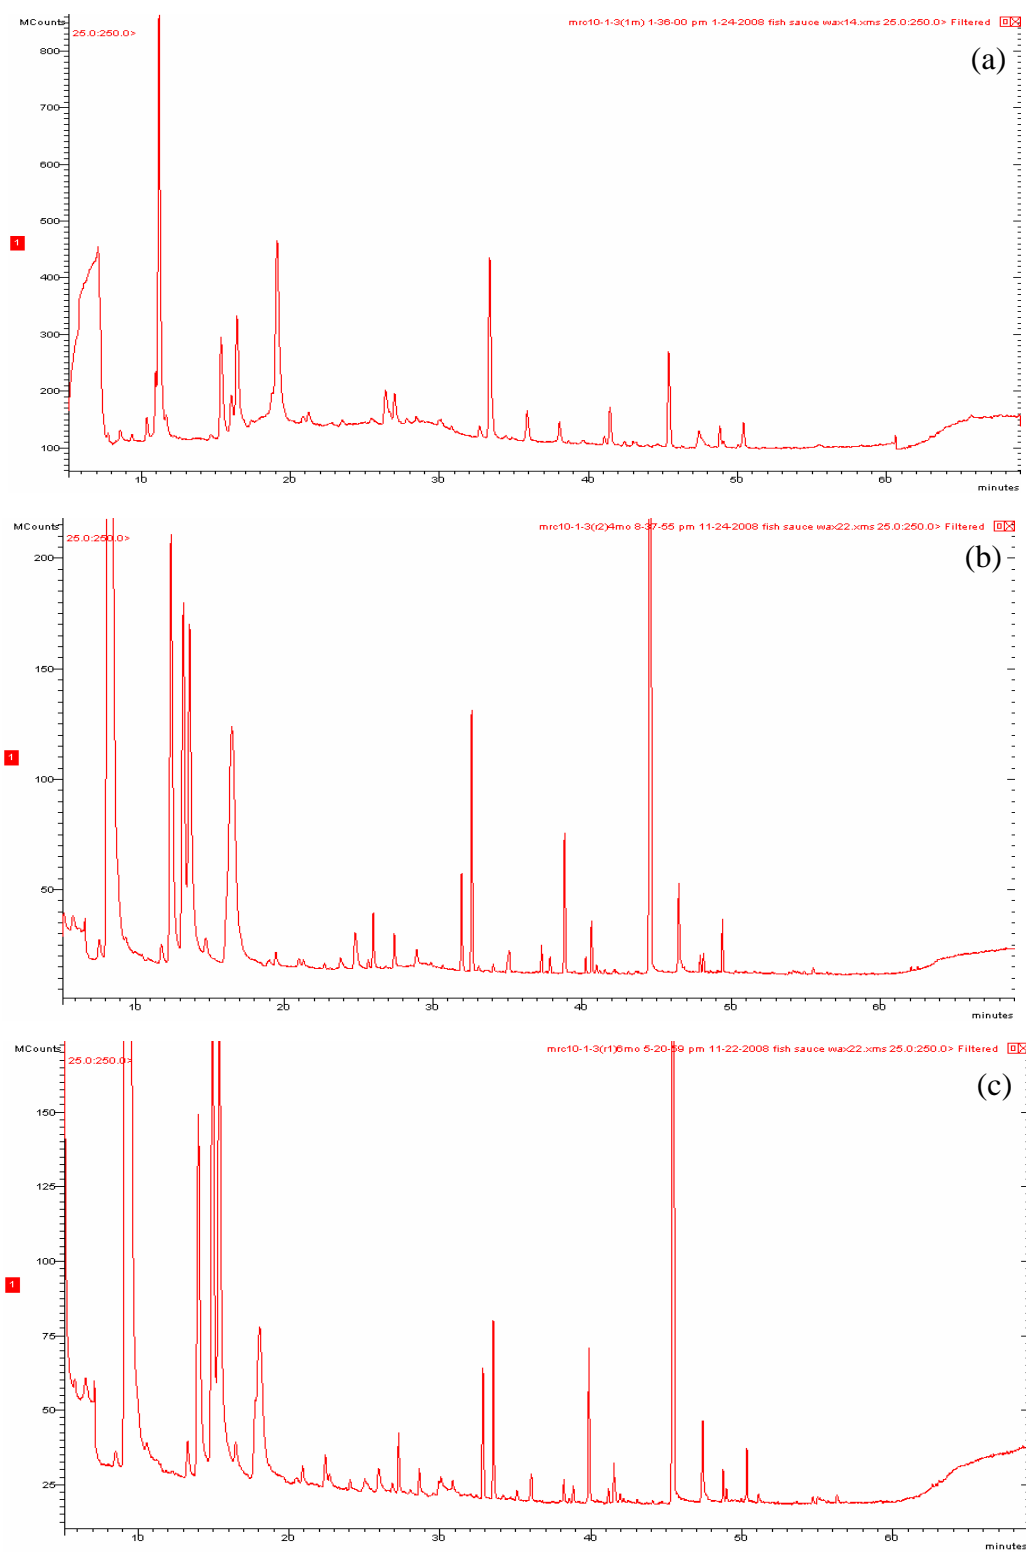 MCounts
25.0:250.0>
mrc10-1-3(1m) 1-36-00 pm 1-24-2008 fish sauce wax14.xms 25.0:250.0> Filtered
(a)
800
700
600
500
1
400
300
200
100
10 20 30 40 50 60
minutes
MCounts
25.0:250.0>
mrc10-1-3(r2)4mo 8-37-55 pm 11-24-2008 fish sauce wax22.xms 25.0:250.0> Filtered
(b)
200
150
1
100
50
10 20 30 40 50 60
minutes
MCounts
25.0:250.0>
mrc10-1-3(r1)6mo 5-20-59 pm 11-22-2008 fish sauce wax22.xms 25.0:250.0> Filtered
(c)
150
125
100
1
75
50
25
10 20 30 40 50 60
minutes